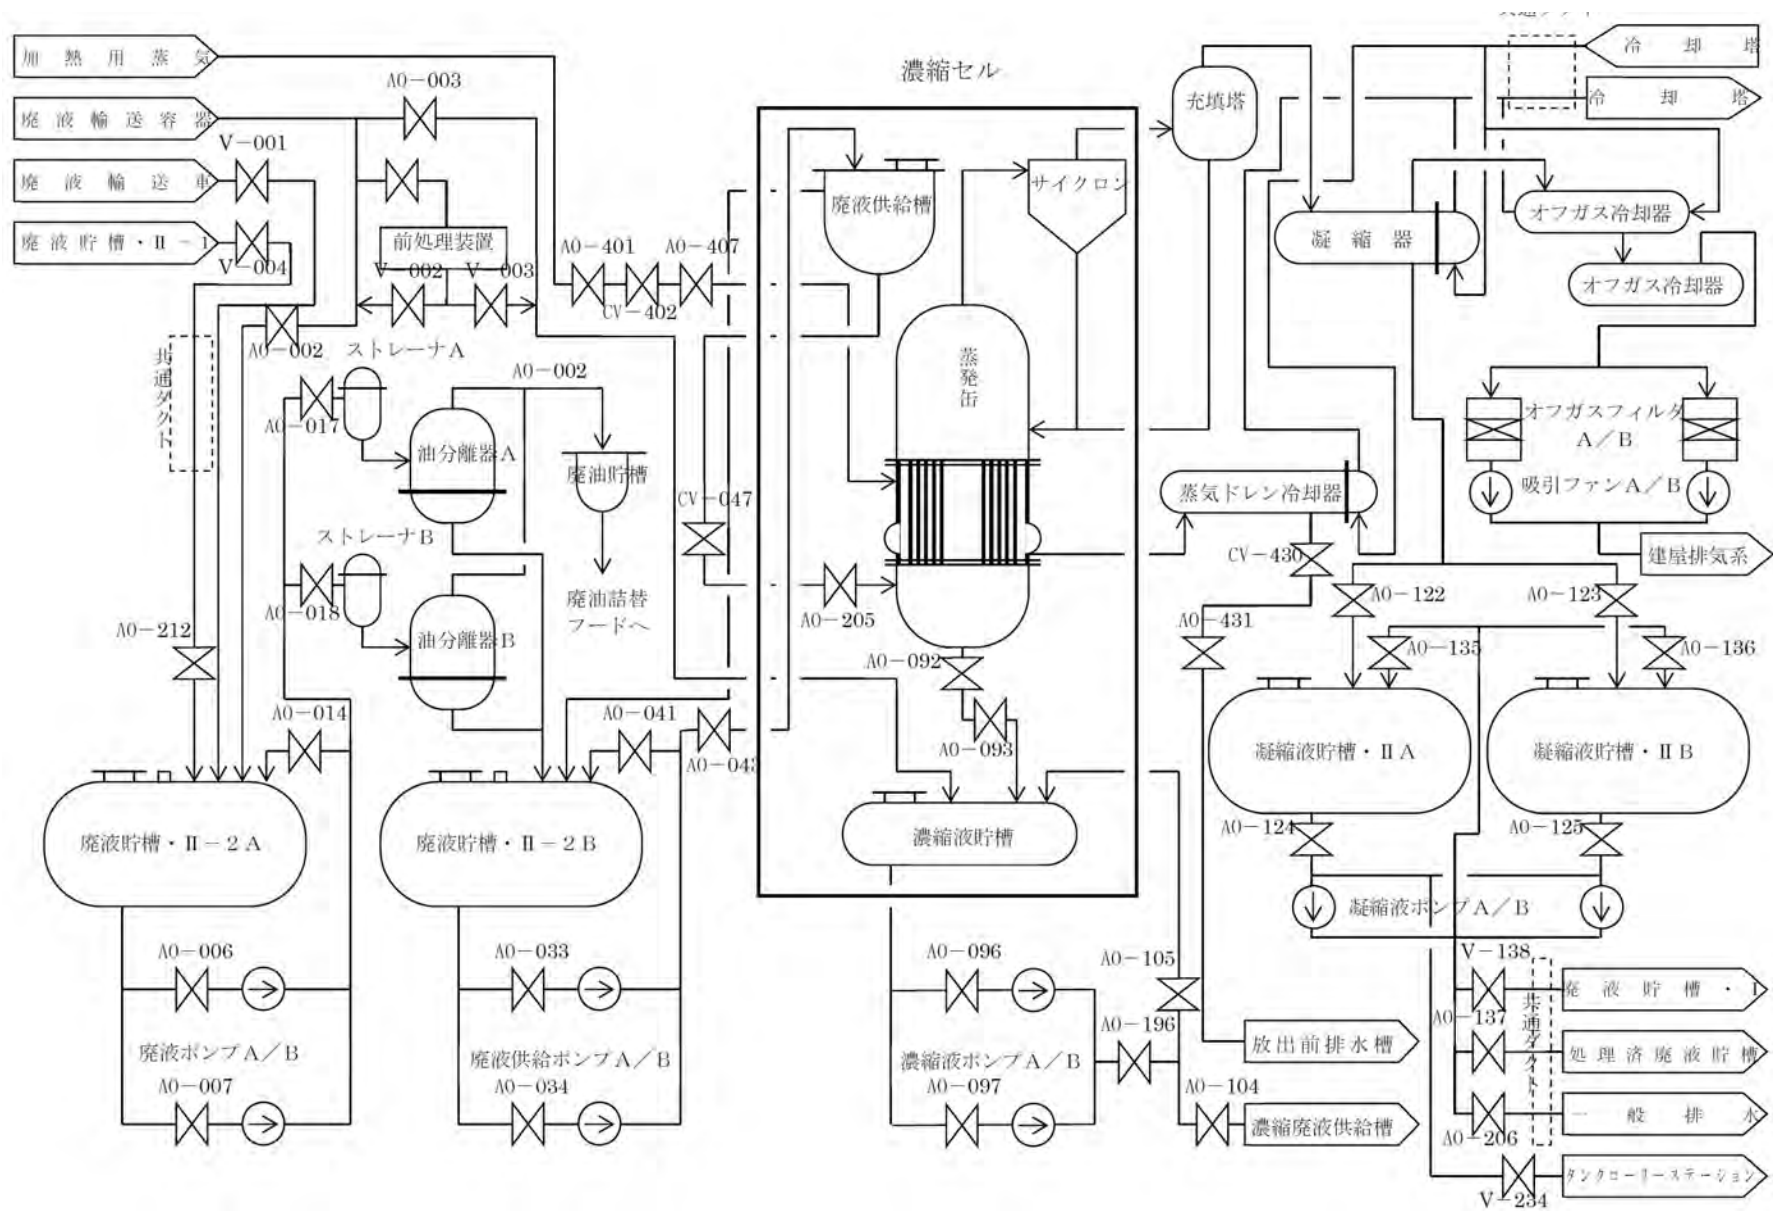 加熱用蒸気
廃液輸送容器
廃液輸送車
廃液貯槽・Ⅱ－1
AO－003
V－001
V－004
前処理装置
V－002
V－003
AO－002
共通ダクト
ストレーナA
AO－002
AO－017
油分離器A
廃油貯槽
ストレーナB
AO－018
油分離器B
廃油詰替
フードへ
AO－212
AO－014
AO－041
AO－043
廃液貯槽・Ⅱ－2A
廃液貯槽・Ⅱ－2B
AO－006
廃液ポンプA／B
AO－007
AO－033
廃液供給ポンプA／B
AO－034
AO－401
AO－407
CV－402
CV－047
AO－205
濃縮セル
廃液供給槽
サイクロン
蒸発缶
AO－092
AO－093
濃縮液貯槽
AO－096
濃縮液ポンプA／B
AO－097
AO－105
AO－196
AO－104
充填塔
冷却塔
冷却塔
凝縮器
オフガス冷却器
オフガス冷却器
オフガスフィルタ
A／B
吸引ファンA／B
建屋排気系
蒸気ドレン冷却器
CV－430
AO－431
AO－122
AO－123
AO－135
AO－136
凝縮液貯槽・ⅡA
凝縮液貯槽・ⅡB
AO－124
AO－125
凝縮液ポンプA／B
V－138
AO－137
AO－206
V－234
共通ダクト
放出前排水槽
濃縮廃液供給槽
廃液貯槽・Ⅰ
処理済廃液貯槽
一般排水
タンクローリーステーション